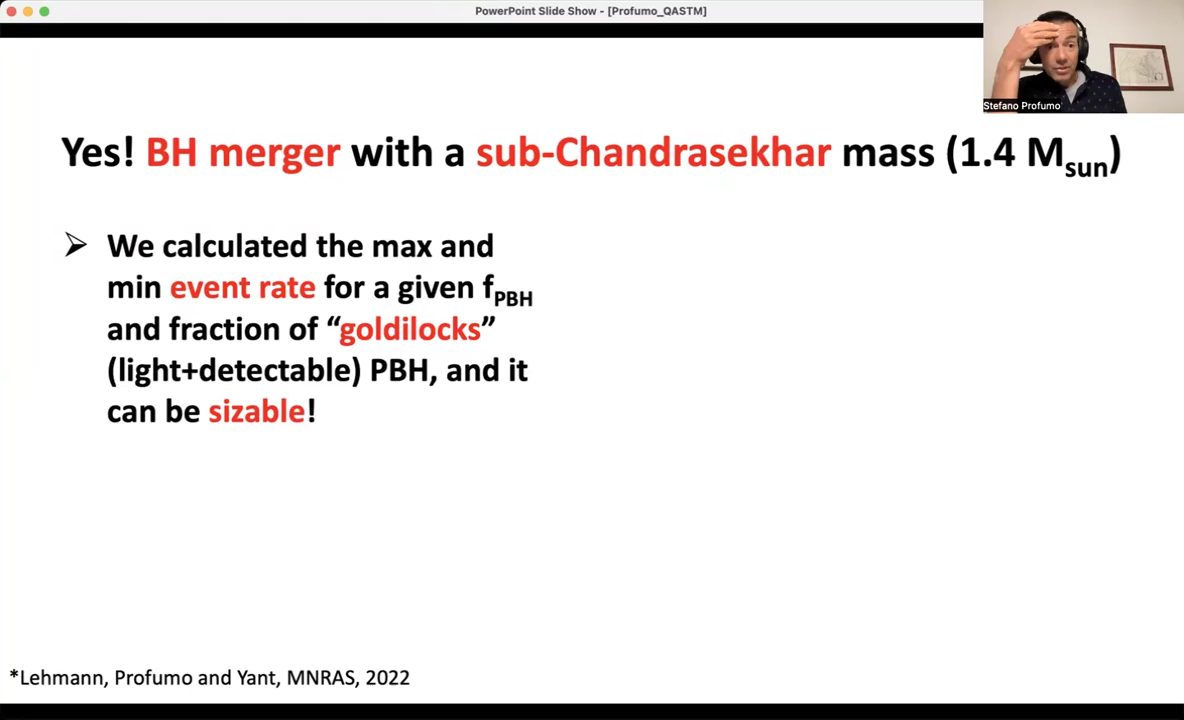 PowerPoint Slide Show - [Profumo_QASTM]
Stefano Profumo
Yes! BH merger with a sub-Chandrasekhar mass (1.4 Msun)
➢ We calculated the max and
min event rate for a given fPBH
and fraction of “goldilocks”
(light+detectable) PBH, and it
can be sizable!
*Lehmann, Profumo and Yant, MNRAS, 2022